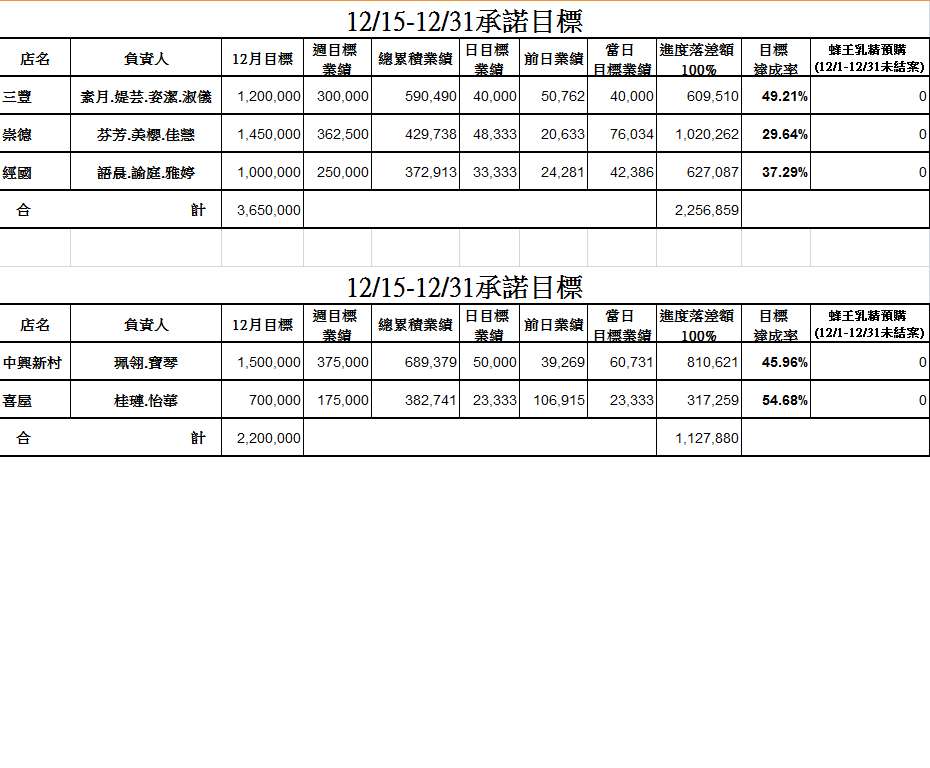 12/15-12/31承諾目標
店名 負責人 12月目標 週目標業績 總累積業績 日目標業績 前日業績 當日目標業績 進度落差額100% 目標達成率 蜂王乳精預購(12/1-12/31未結案)
三豐 素月.媞芸.姿潔.淑儀 1,200,000 300,000 590,490 40,000 50,762 40,000 609,510 49.21% 0
崇德 芬芳.美櫻.佳慧 1,450,000 362,500 429,738 48,333 20,633 76,034 1,020,262 29.64% 0
經國 語晨.諭庭.雅婷 1,000,000 250,000 372,913 33,333 24,281 42,386 627,087 37.29% 0
合計 3,650,000 2,256,859
12/15-12/31承諾目標
店名 負責人 12月目標 週目標業績 總累積業績 日目標業績 前日業績 當日目標業績 進度落差額100% 目標達成率 蜂王乳精預購(12/1-12/31未結案)
中興新村 珮翎.寶琴 1,500,000 375,000 689,379 50,000 39,269 60,731 810,621 45.96% 0
喜屋 桂璉.怡華 700,000 175,000 382,741 23,333 106,915 23,333 317,259 54.68% 0
合計 2,200,000 1,127,880